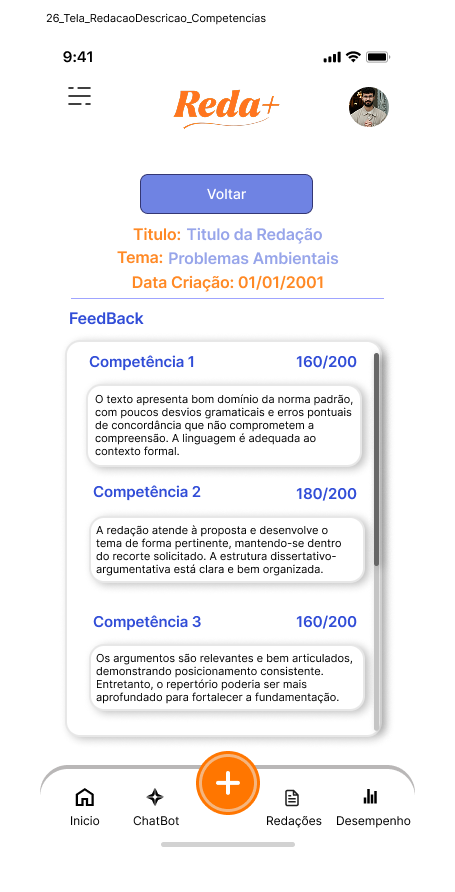 26_Tela_RedacaoDescricao_Competencias
9:41
Reda+
Voltar
Titulo: Titulo da Redação
Tema: Problemas Ambientais
Data Criação: 01/01/2001
FeedBack
Competência 1 160/200
O texto apresenta bom domínio da norma padrão,
com poucos desvios gramaticais e erros pontuais
de concordância que não comprometem a
compreensão. A linguagem é adequada ao
contexto formal.
Competência 2 180/200
A redação atende à proposta e desenvolve o
tema de forma pertinente, mantendo-se dentro
do recorte solicitado. A estrutura dissertativo-
argumentativa está clara e bem organizada.
Competência 3 160/200
Os argumentos são relevantes e bem articulados,
demonstrando posicionamento consistente.
Entretanto, o repertório poderia ser mais
aprofundado para fortalecer a fundamentação.
Inicio ChatBot Redações Desempenho